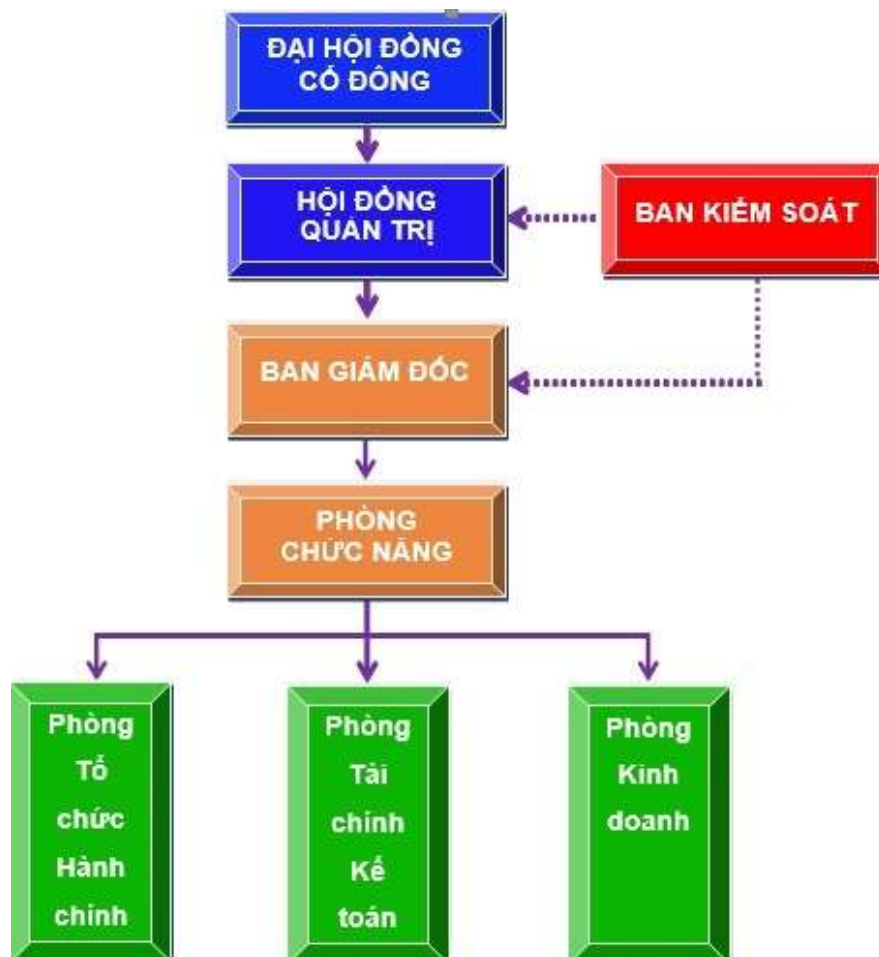 ĐẠI HỘI ĐỒNG
CỔ ĐÔNG
HỘI ĐỒNG
QUẢN TRỊ
BAN KIỂM SOÁT
BAN GIÁM ĐỐC
PHÒNG
CHỨC NĂNG
Phòng
Tổ
chức
Hành
chính
Phòng
Tài
chính
Kế
toán
Phòng
Kinh
doanh